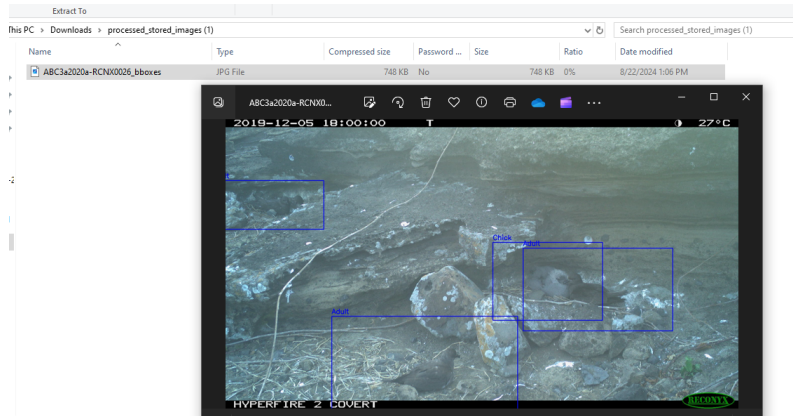 Extract To
This PC > Downloads > processed_stored_images (1)
Search processed_stored_images (1)
Name Type Compressed size Password ... Size Ratio Date modified
ABC3a2020a-RCNX0026_bboxes JPG File 748 KB No 748 KB 0% 8/22/2024 1:06 PM
ABC3a2020a-RCNX0...
2019-12-05 18:00:00 T 27°C
Chick
Adult
Adult
HYPERFIRE 2 COVERT
RECONYX